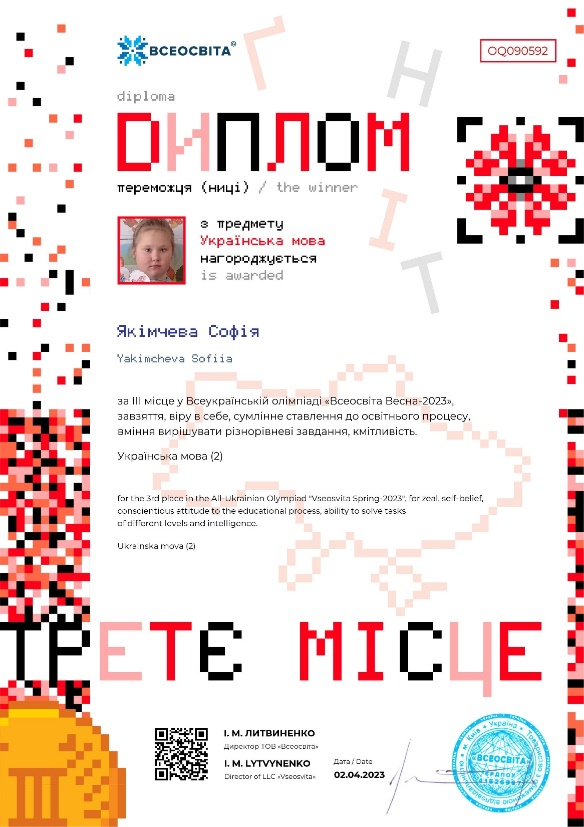 ВСЕОСВІТА®
OQ090592
diploma
ДИПЛОМ
переможця (ниці) / the winner
з предмету
Українська мова
нагороджується
is awarded
Якімчева Софія
Yakimcheva Sofiia
за III місце у Всеукраїнській олімпіаді «Всеосвіта Весна-2023»,
завзяття, віру в себе, сумлінне ставлення до освітнього процесу,
вміння вирішувати різнорівневі завдання, кмітливість.
Українська мова (2)
for the 3rd place in the All-Ukrainian Olympiad "Vseosvita Spring-2023", for zeal, self-belief,
conscientious attitude to the educational process, ability to solve tasks
of different levels and intelligence.
Ukrainska mova (2)
ТРЕТЄ МІСЦЕ
III
І. М. ЛИТВИНЕНКО
Директор ТОВ «Всеосвіта»
I. M. LYTVYNENKO
Director of LLC «Vseosvita»
Дата / Date
02.04.2023
«ВСЕОСВІТА»
Г
Н
І
Т